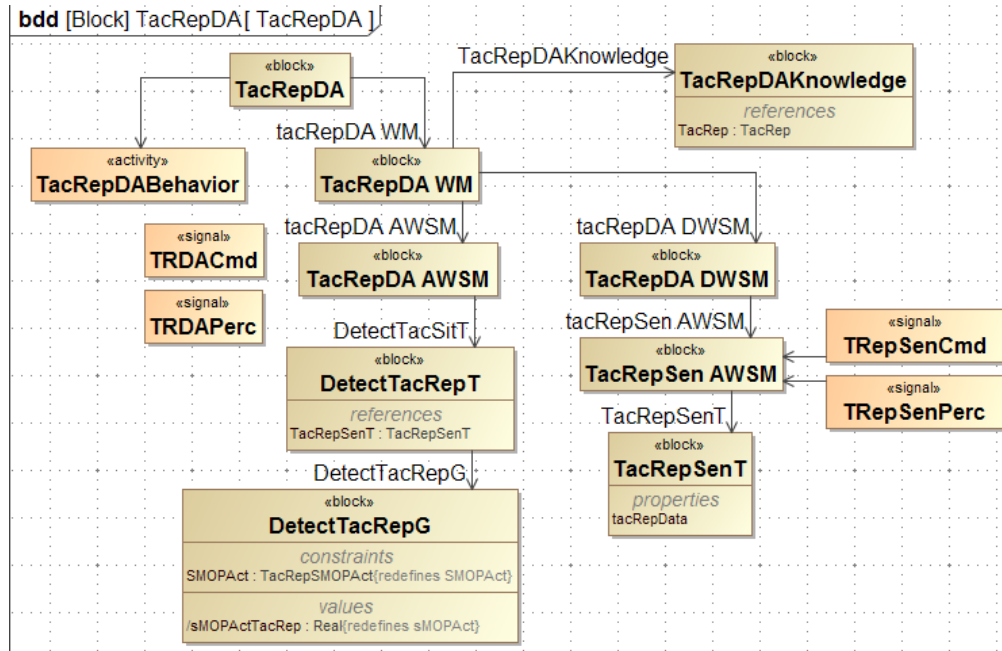 bdd [Block] TacRepDA[ TacRepDA ]
«block»
TacRepDA
TacRepDAKnowledge
«block»
TacRepDAKnowledge
references
TacRep : TacRep
tacRepDA WM
«activity»
TacRepDABehavior
«block»
TacRepDA WM
«signal»
TRDACmd
«signal»
TRDAPerc
tacRepDA AWSM
«block»
TacRepDA AWSM
tacRepDA DWSM
«block»
TacRepDA DWSM
DetectTacSitT
«block»
DetectTacRepT
references
TacRepSenT : TacRepSenT
tacRepSen AWSM
«block»
TacRepSen AWSM
«signal»
TRepSenCmd
«signal»
TRepSenPerc
TacRepSenT
«block»
TacRepSenT
properties
tacRepData
DetectTacRepG
«block»
DetectTacRepG
constraints
SMOPAct : TacRepSMOPAct{redefines SMOPAct}
values
/sMOPActTacRep : Real{redefines sMOPAct}